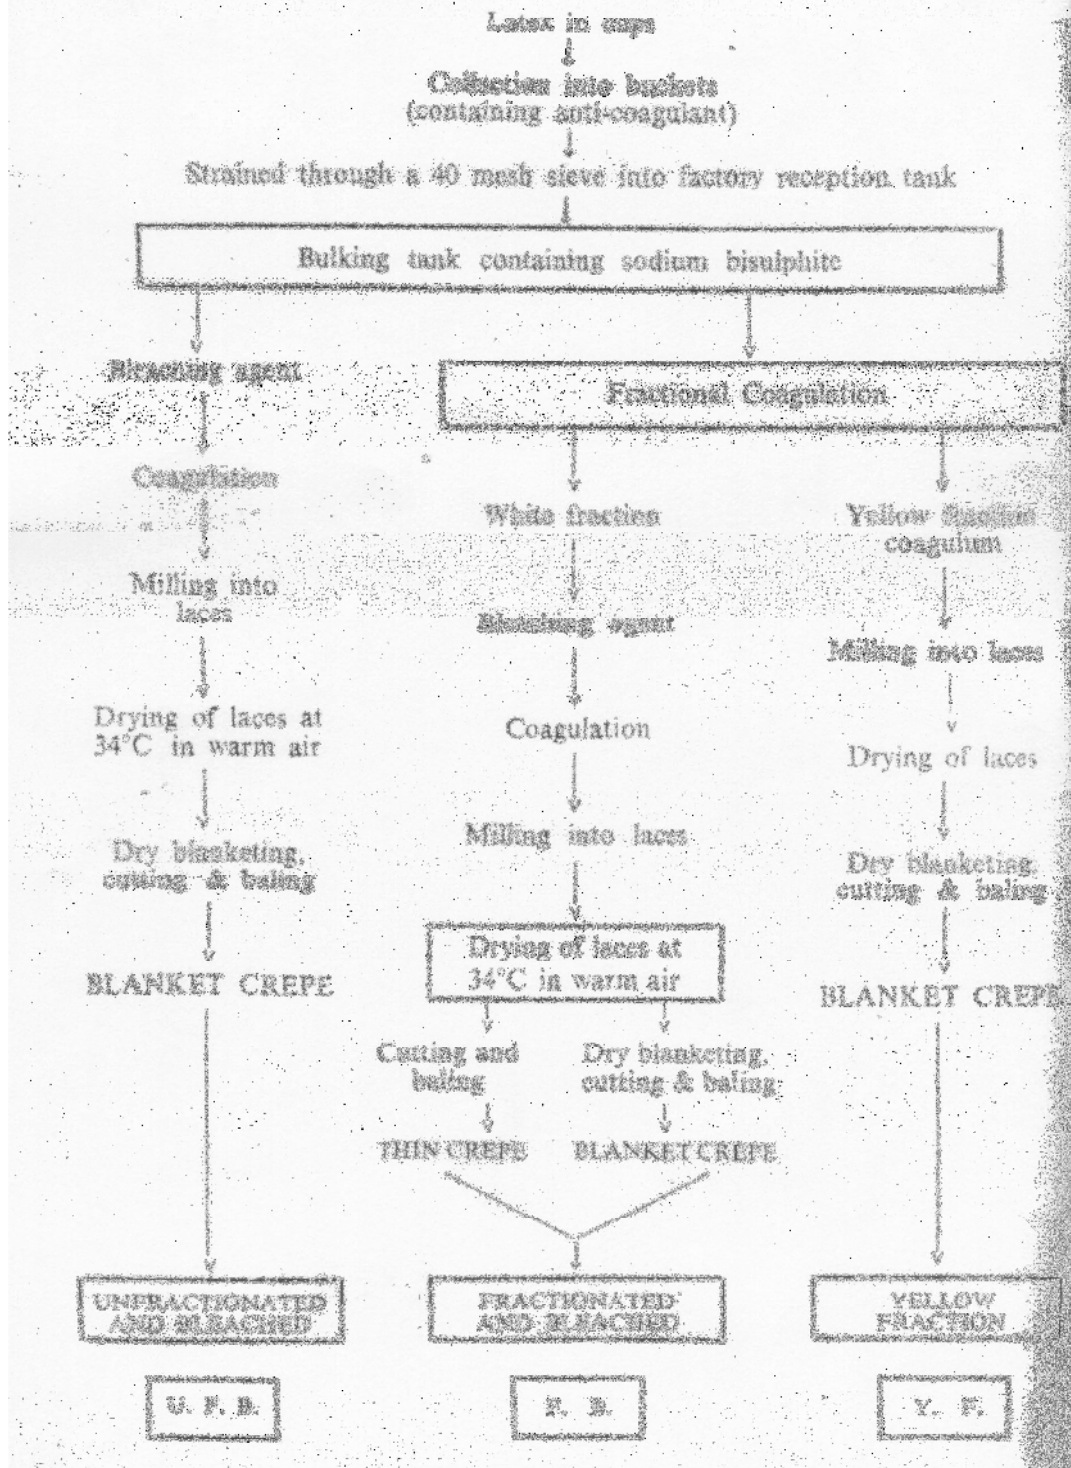 Latex in cups
Collection into buckets
(containing anti-coagulant)
Strained through a 40 mesh sieve into factory reception tank
Bulking tank containing sodium bisulphite
Bleaching agent
Coagulation
Milling into
laces
Drying of laces at
34°C in warm air
Dry blanketing,
cutting & baling
BLANKET CREPE
UNFRACTIONATED
AND BLEACHED
U. F. B.
Fractional Coagulation
White fraction
Bleaching agent
Coagulation
Milling into laces
Drying of laces at
34°C in warm air
Cutting and
baling
THIN CREPE
Dry blanketing,
cutting & baling
BLANKET CREPE
FRACTIONATED
AND BLEACHED
F. B.
Yellow fraction
coagulum
Milling into laces
Drying of laces
Dry blanketing,
cutting & baling
BLANKET CREPE
YELLOW
FRACTION
Y. F.